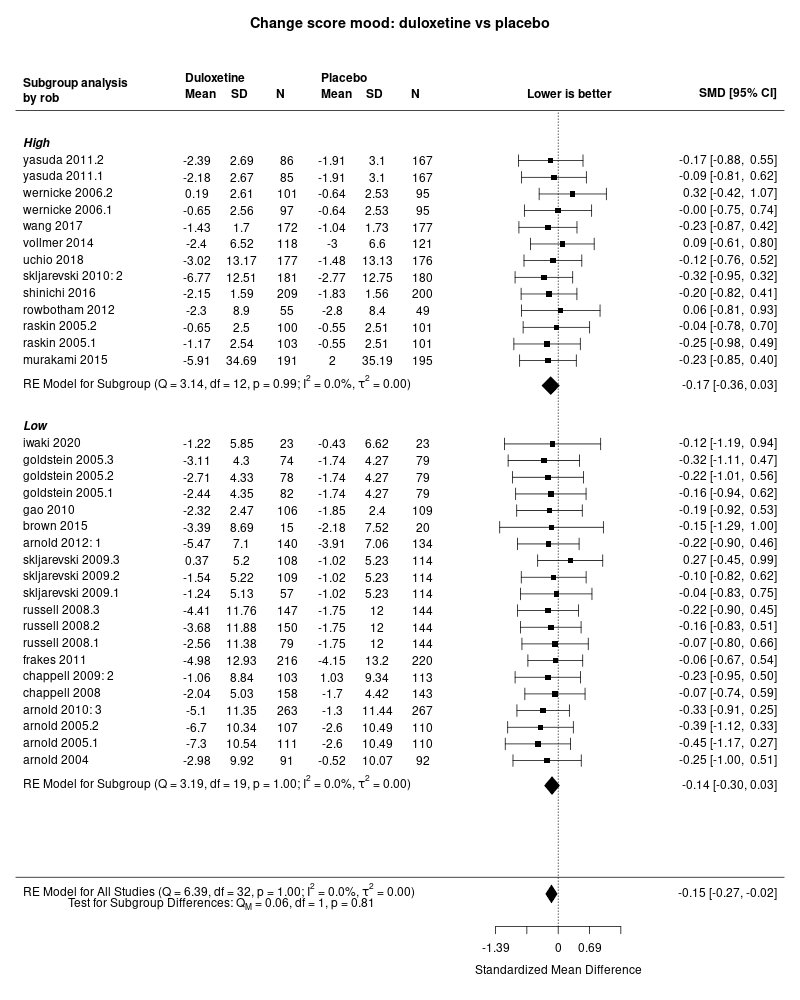 Change score mood: duloxetine vs placebo
Duloxetine Placebo
Subgroup analysis by rob Mean SD N Mean SD N Lower is better SMD [95% CI]
High
yasuda 2011.2 -2.39 2.69 86 -1.91 3.1 167 -0.17 [-0.88, 0.55]
yasuda 2011.1 -2.18 2.67 85 -1.91 3.1 167 -0.09 [-0.81, 0.62]
wernicke 2006.2 0.19 2.61 101 -0.64 2.53 95 0.32 [-0.42, 1.07]
wernicke 2006.1 -0.65 2.56 97 -0.64 2.53 95 -0.00 [-0.75, 0.74]
wang 2017 -1.43 1.7 172 -1.04 1.73 177 -0.23 [-0.87, 0.42]
vollmer 2014 -2.4 6.52 118 -3 6.6 121 0.09 [-0.61, 0.80]
uchio 2018 -3.02 13.17 177 -1.48 13.13 176 -0.12 [-0.76, 0.52]
skljarevski 2010: 2 -6.77 12.51 181 -2.77 12.75 180 -0.32 [-0.95, 0.32]
shinichi 2016 -2.15 1.59 209 -1.83 1.56 200 -0.20 [-0.82, 0.41]
rowbotham 2012 -2.3 8.9 55 -2.8 8.4 49 0.06 [-0.81, 0.93]
raskin 2005.2 -0.65 2.5 100 -0.55 2.51 101 -0.04 [-0.78, 0.70]
raskin 2005.1 -1.17 2.54 103 -0.55 2.51 101 -0.25 [-0.98, 0.49]
murakami 2015 -5.91 34.69 191 2 35.19 195 -0.23 [-0.85, 0.40]
RE Model for Subgroup (Q = 3.14, df = 12, p = 0.99; I² = 0.0%, τ² = 0.00) -0.17 [-0.36, 0.03]
Low
iwaki 2020 -1.22 5.85 23 -0.43 6.62 23 -0.12 [-1.19, 0.94]
goldstein 2005.3 -3.11 4.3 74 -1.74 4.27 79 -0.32 [-1.11, 0.47]
goldstein 2005.2 -2.71 4.33 78 -1.74 4.27 79 -0.22 [-1.01, 0.56]
goldstein 2005.1 -2.44 4.35 82 -1.74 4.27 79 -0.16 [-0.94, 0.62]
gao 2010 -2.32 2.47 106 -1.85 2.4 109 -0.19 [-0.92, 0.53]
brown 2015 -3.39 8.69 15 -2.18 7.52 20 -0.15 [-1.29, 1.00]
arnold 2012: 1 -5.47 7.1 140 -3.91 7.06 134 -0.22 [-0.90, 0.46]
skljarevski 2009.3 0.37 5.2 108 -1.02 5.23 114 0.27 [-0.45, 0.99]
skljarevski 2009.2 -1.54 5.22 109 -1.02 5.23 114 -0.10 [-0.82, 0.62]
skljarevski 2009.1 -1.24 5.13 57 -1.02 5.23 114 -0.04 [-0.83, 0.75]
russell 2008.3 -4.41 11.76 147 -1.75 12 144 -0.22 [-0.90, 0.45]
russell 2008.2 -3.68 11.88 150 -1.75 12 144 -0.16 [-0.83, 0.51]
russell 2008.1 -2.56 11.38 79 -1.75 12 144 -0.07 [-0.80, 0.66]
frakes 2011 -4.98 12.93 216 -4.15 13.2 220 -0.06 [-0.67, 0.54]
chappell 2009: 2 -1.06 8.84 103 1.03 9.34 113 -0.23 [-0.95, 0.50]
chappell 2008 -2.04 5.03 158 -1.7 4.42 143 -0.07 [-0.74, 0.59]
arnold 2010: 3 -5.1 11.35 263 -1.3 11.44 267 -0.33 [-0.91, 0.25]
arnold 2005.2 -6.7 10.34 107 -2.6 10.49 110 -0.39 [-1.12, 0.33]
arnold 2005.1 -7.3 10.54 111 -2.6 10.49 110 -0.45 [-1.17, 0.27]
arnold 2004 -2.98 9.92 91 -0.52 10.07 92 -0.25 [-1.00, 0.51]
RE Model for Subgroup (Q = 3.19, df = 19, p = 1.00; I² = 0.0%, τ² = 0.00) -0.14 [-0.30, 0.03]
RE Model for All Studies (Q = 6.39, df = 32, p = 1.00; I² = 0.0%, τ² = 0.00) -0.15 [-0.27, -0.02]
Test for Subgroup Differences: Q_M = 0.06, df = 1, p = 0.81
-1.39 0 0.69
Standardized Mean Difference